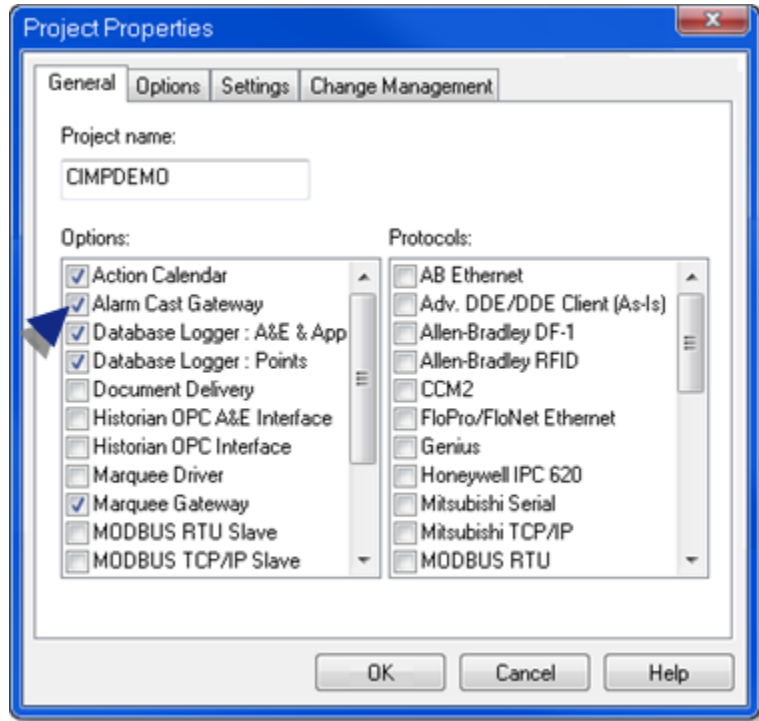 Project Properties
General Options Settings Change Management
Project name:
CIMPDEMO
Options:
Action Calendar
Alarm Cast Gateway
Database Logger : A&E & App
Database Logger : Points
Document Delivery
Historian OPC A&E Interface
Historian OPC Interface
Marquee Driver
Marquee Gateway
MODBUS RTU Slave
MODBUS TCP/IP Slave
Protocols:
AB Ethernet
Adv. DDE/DDE Client (As-Is)
Allen-Bradley DF-1
Allen-Bradley RFID
CCM2
FloPro/FloNet Ethernet
Genius
Honeywell IPC 620
Mitsubishi Serial
Mitsubishi TCP/IP
MODBUS RTU
OK Cancel Help